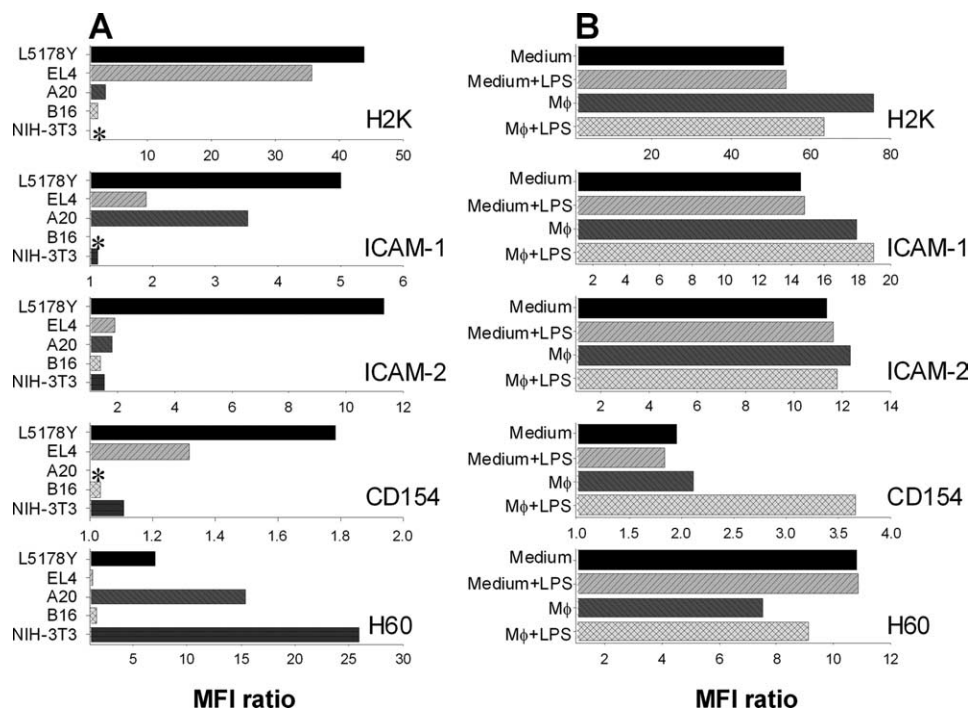 A
L5178Y
EL4
A20
B16
NIH-3T3
*
H2K
10 20 30 40 50
L5178Y
EL4
A20
B16
NIH-3T3
*
ICAM-1
1 2 3 4 5 6
L5178Y
EL4
A20
B16
NIH-3T3
ICAM-2
2 4 6 8 10 12
L5178Y
EL4
A20
B16
NIH-3T3
*
CD154
1.0 1.2 1.4 1.6 1.8 2.0
L5178Y
EL4
A20
B16
NIH-3T3
H60
5 10 15 20 25 30
MFI ratio
B
Medium
Medium+LPS
Mϕ
Mϕ+LPS
H2K
20 40 60 80
Medium
Medium+LPS
Mϕ
Mϕ+LPS
ICAM-1
2 4 6 8 10 12 14 16 18 20
Medium
Medium+LPS
Mϕ
Mϕ+LPS
ICAM-2
2 4 6 8 10 12 14
Medium
Medium+LPS
Mϕ
Mϕ+LPS
CD154
1.0 1.5 2.0 2.5 3.0 3.5 4.0
Medium
Medium+LPS
Mϕ
Mϕ+LPS
H60
2 4 6 8 10 12
MFI ratio